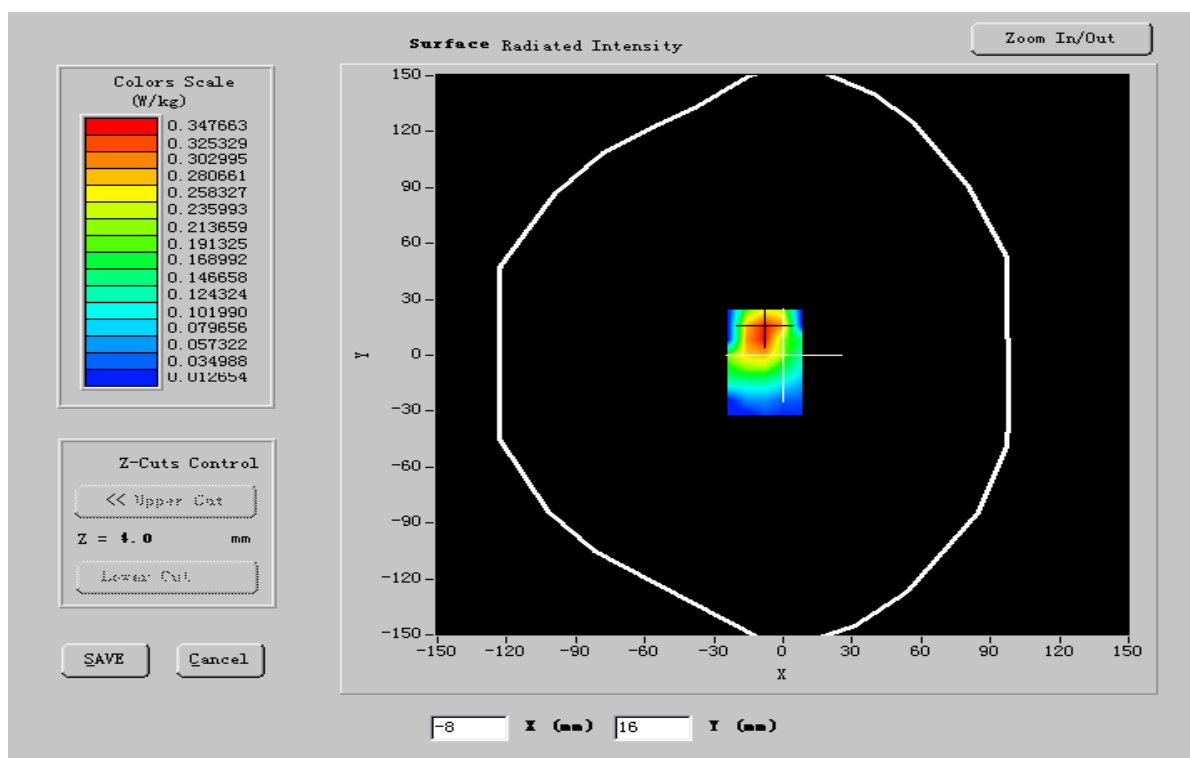 Surface Radiated Intensity
Zoom In/Out
Colors Scale
(W/kg)
0.347663
0.325329
0.302995
0.280661
0.258327
0.235993
0.213659
0.191325
0.168992
0.146658
0.124324
0.101990
0.079656
0.057322
0.034988
0.012654
Z-Cuts Control
<< Upper Cut
Z = 4.0 mm
Lower Cut
SAVE
Cancel
150
120
90
60
30
0
-30
-60
-90
-120
-150
Y
-150 -120 -90 -60 -30 0 30 60 90 120 150
X
-8 X (mm) 16 Y (mm)